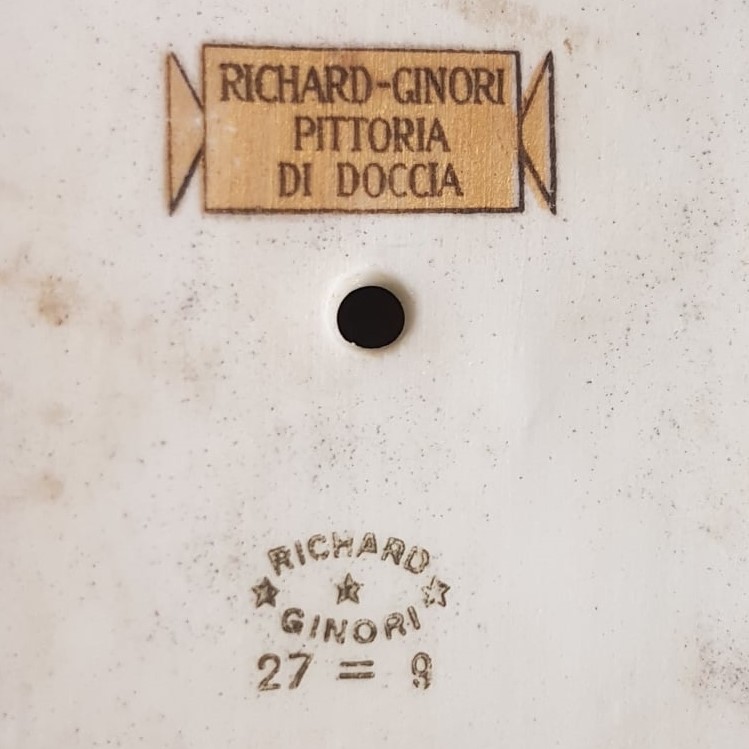 RICHARD-GINORI
PITTORIA
DI DOCCIA
RICHARD
GINORI
27 = 9